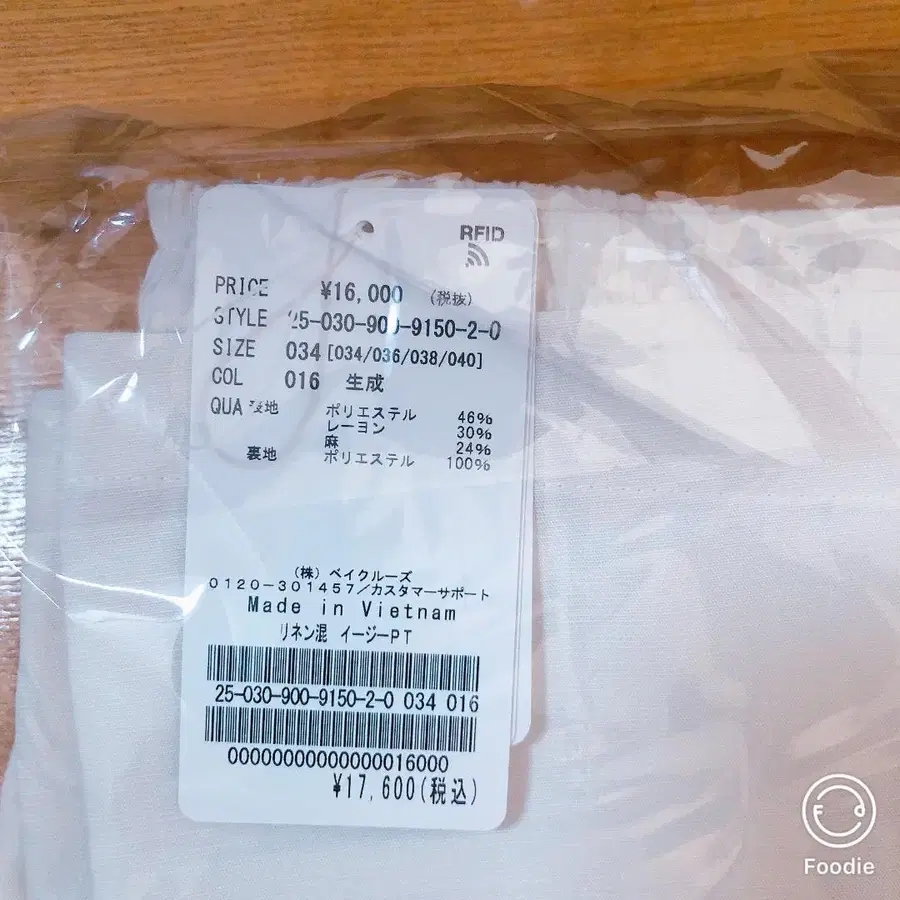 RFID
PRICE ¥16,000 (税抜)
STYLE 25-030-900-9150-2-0
SIZE 034 [034/036/038/040]
COL 016 生成
QUA 表地 ポリエステル 46%
レーヨン 30%
麻 24%
裏地 ポリエステル 100%
(株) ベイクルーズ
0120-301457/カスタマーサポート
Made in Vietnam
リネン混 イージーPT
25-030-900-9150-2-0 034 016
00000000000000016000
¥17,600(税込)
Foodie